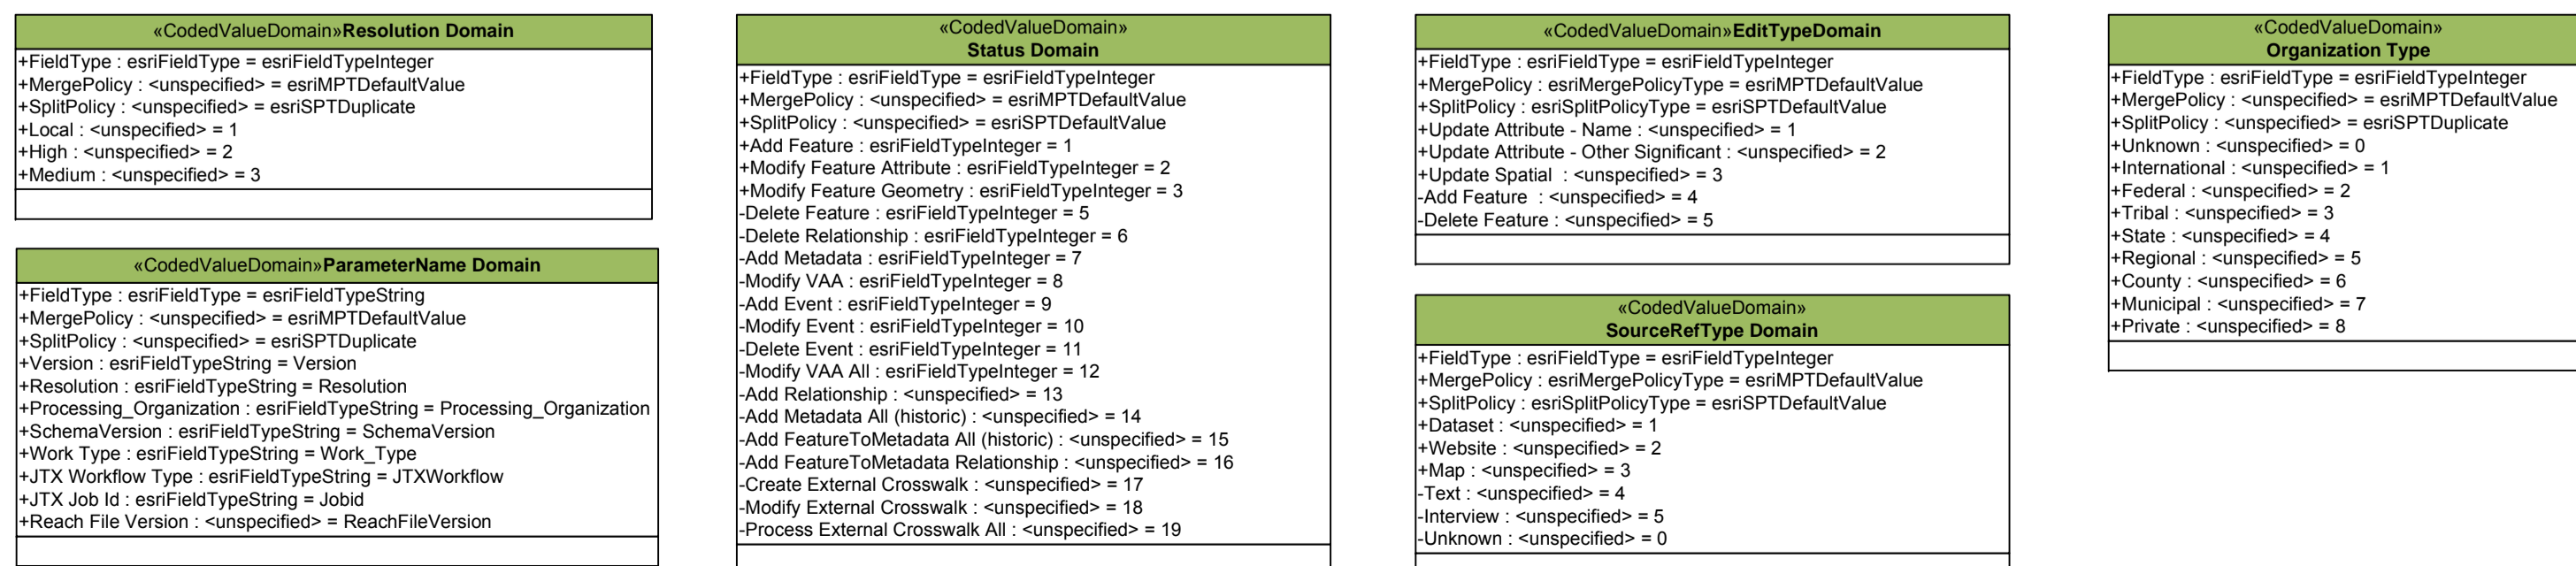 «CodedValueDomain»Resolution Domain
+FieldType : esriFieldType = esriFieldTypeInteger
+MergePolicy : <unspecified> = esriMPTDefaultValue
+SplitPolicy : <unspecified> = esriSPTDuplicate
+Local : <unspecified> = 1
+High : <unspecified> = 2
+Medium : <unspecified> = 3
«CodedValueDomain»ParameterName Domain
+FieldType : esriFieldType = esriFieldTypeString
+MergePolicy : <unspecified> = esriMPTDefaultValue
+SplitPolicy : <unspecified> = esriSPTDuplicate
+Version : esriFieldTypeString = Version
+Resolution : esriFieldTypeString = Resolution
+Processing_Organization : esriFieldTypeString = Processing_Organization
+SchemaVersion : esriFieldTypeString = SchemaVersion
+Work Type : esriFieldTypeString = Work_Type
+JTX Workflow Type : esriFieldTypeString = JTXWorkflow
+JTX Job Id : esriFieldTypeString = Jobid
+Reach File Version : <unspecified> = ReachFileVersion
«CodedValueDomain»
Status Domain
+FieldType : esriFieldType = esriFieldTypeInteger
+MergePolicy : <unspecified> = esriMPTDefaultValue
+SplitPolicy : <unspecified> = esriSPTDefaultValue
+Add Feature : esriFieldTypeInteger = 1
+Modify Feature Attribute : esriFieldTypeInteger = 2
+Modify Feature Geometry : esriFieldTypeInteger = 3
-Delete Feature : esriFieldTypeInteger = 5
-Delete Relationship : esriFieldTypeInteger = 6
-Add Metadata : esriFieldTypeInteger = 7
-Modify VAA : esriFieldTypeInteger = 8
-Add Event : esriFieldTypeInteger = 9
-Modify Event : esriFieldTypeInteger = 10
-Delete Event : esriFieldTypeInteger = 11
-Modify VAA All : esriFieldTypeInteger = 12
-Add Relationship : <unspecified> = 13
-Add Metadata All (historic) : <unspecified> = 14
-Add FeatureToMetadata All (historic) : <unspecified> = 15
-Add FeatureToMetadata Relationship : <unspecified> = 16
-Create External Crosswalk : <unspecified> = 17
-Modify External Crosswalk : <unspecified> = 18
-Process External Crosswalk All : <unspecified> = 19
«CodedValueDomain»EditTypeDomain
+FieldType : esriFieldType = esriFieldTypeInteger
+MergePolicy : esriMergePolicyType = esriMPTDefaultValue
+SplitPolicy : esriSplitPolicyType = esriSPTDefaultValue
+Update Attribute - Name : <unspecified> = 1
+Update Attribute - Other Significant : <unspecified> = 2
+Update Spatial  : <unspecified> = 3
-Add Feature  : <unspecified> = 4
-Delete Feature : <unspecified> = 5
«CodedValueDomain»
SourceRefType Domain
+FieldType : esriFieldType = esriFieldTypeInteger
+MergePolicy : esriMergePolicyType = esriMPTDefaultValue
+SplitPolicy : esriSplitPolicyType = esriSPTDefaultValue
+Dataset : <unspecified> = 1
+Website : <unspecified> = 2
+Map : <unspecified> = 3
-Text : <unspecified> = 4
-Interview : <unspecified> = 5
-Unknown : <unspecified> = 0
«CodedValueDomain»
Organization Type
+FieldType : esriFieldType = esriFieldTypeInteger
+MergePolicy : <unspecified> = esriMPTDefaultValue
+SplitPolicy : <unspecified> = esriSPTDuplicate
+Unknown : <unspecified> = 0
+International : <unspecified> = 1
+Federal : <unspecified> = 2
+Tribal : <unspecified> = 3
+State : <unspecified> = 4
+Regional : <unspecified> = 5
+County : <unspecified> = 6
+Municipal : <unspecified> = 7
+Private : <unspecified> = 8